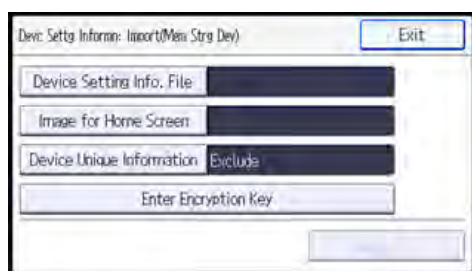 Devc Settg Informn: Import(Mem Strg Dev)
Exit
Device Setting Info. File
Image for Home Screen
Device Unique Information Exclude
Enter Encryption Key